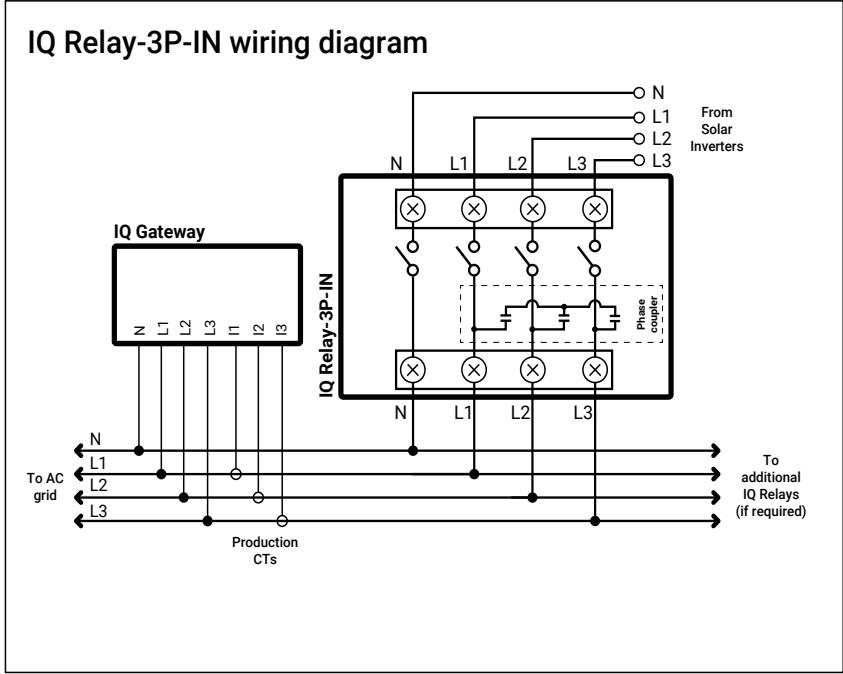 IQ Relay-3P-IN wiring diagram
N
L1
L2
L3
From
Solar
Inverters
N L1 L2 L3
IQ Gateway
N L1 L2 L3 I1 I2 I3
IQ Relay-3P-IN
Phase
coupler
N L1 L2 L3
N
L1
L2
L3
To AC
grid
To
additional
IQ Relays
(if required)
Production
CTs